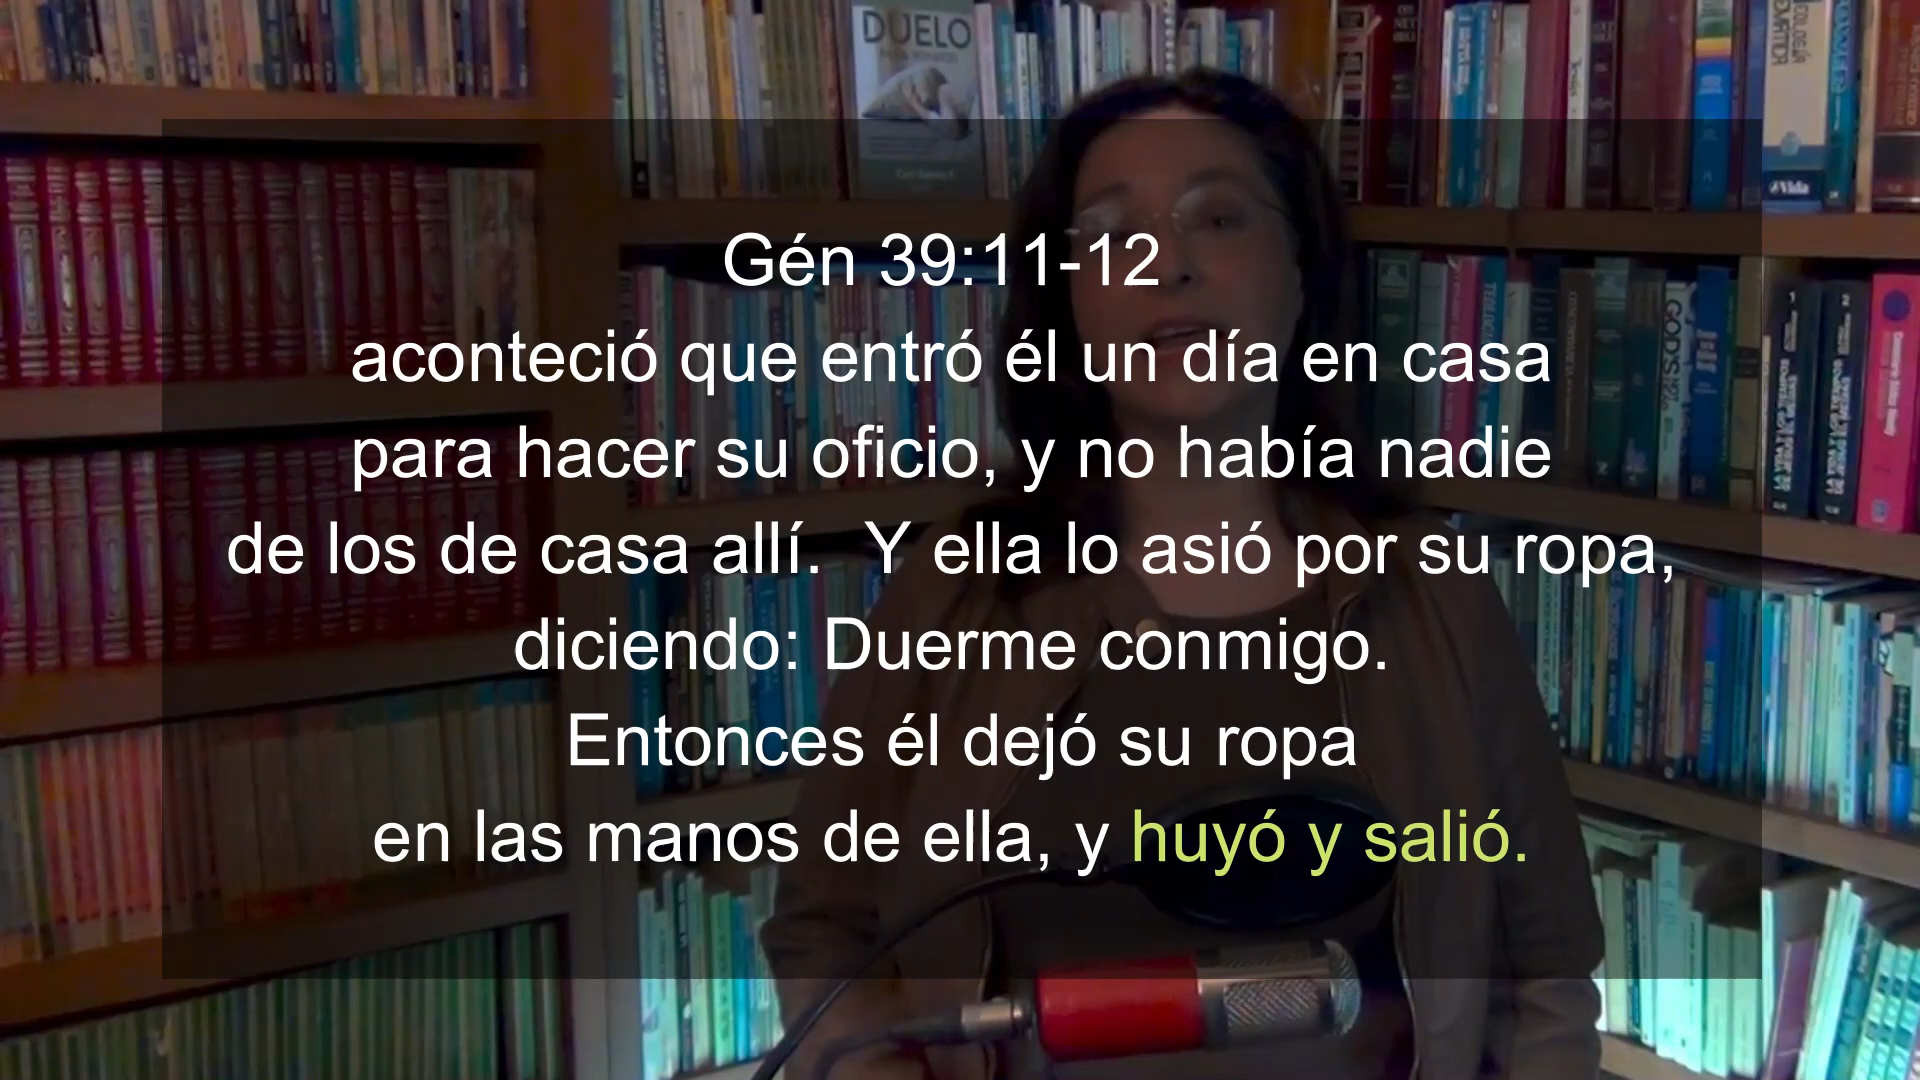 DUELO
Vida
Gén 39:11-12
aconteció que entró él un día en casa
para hacer su oficio, y no había nadie
de los de casa allí.  Y ella lo asió por su ropa,
diciendo: Duerme conmigo.
Entonces él dejó su ropa
en las manos de ella, y huyó y salió.